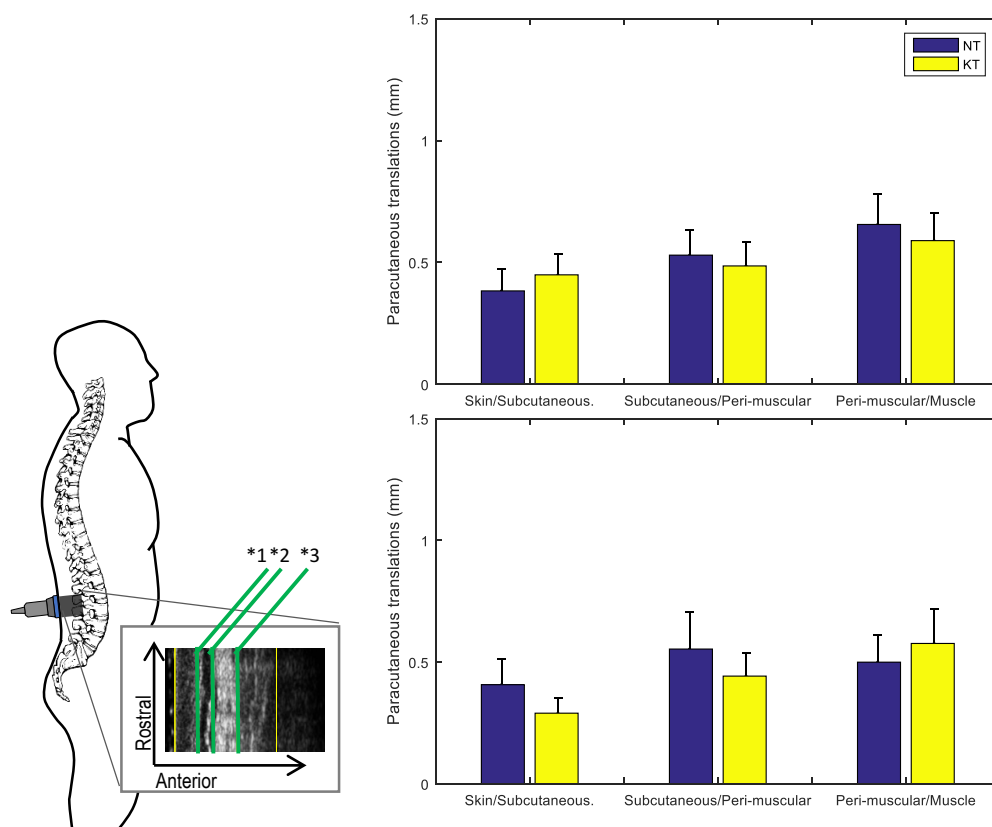 1.5
NT
KT
1
0.5
0
Paracutaneous translations (mm)
Skin/Subcutaneous.
Subcutaneous/Peri-muscular
Peri-muscular/Muscle
1.5
1
0.5
0
Paracutaneous translations (mm)
Skin/Subcutaneous.
Subcutaneous/Peri-muscular
Peri-muscular/Muscle
*1 *2 *3
Rostral
Anterior